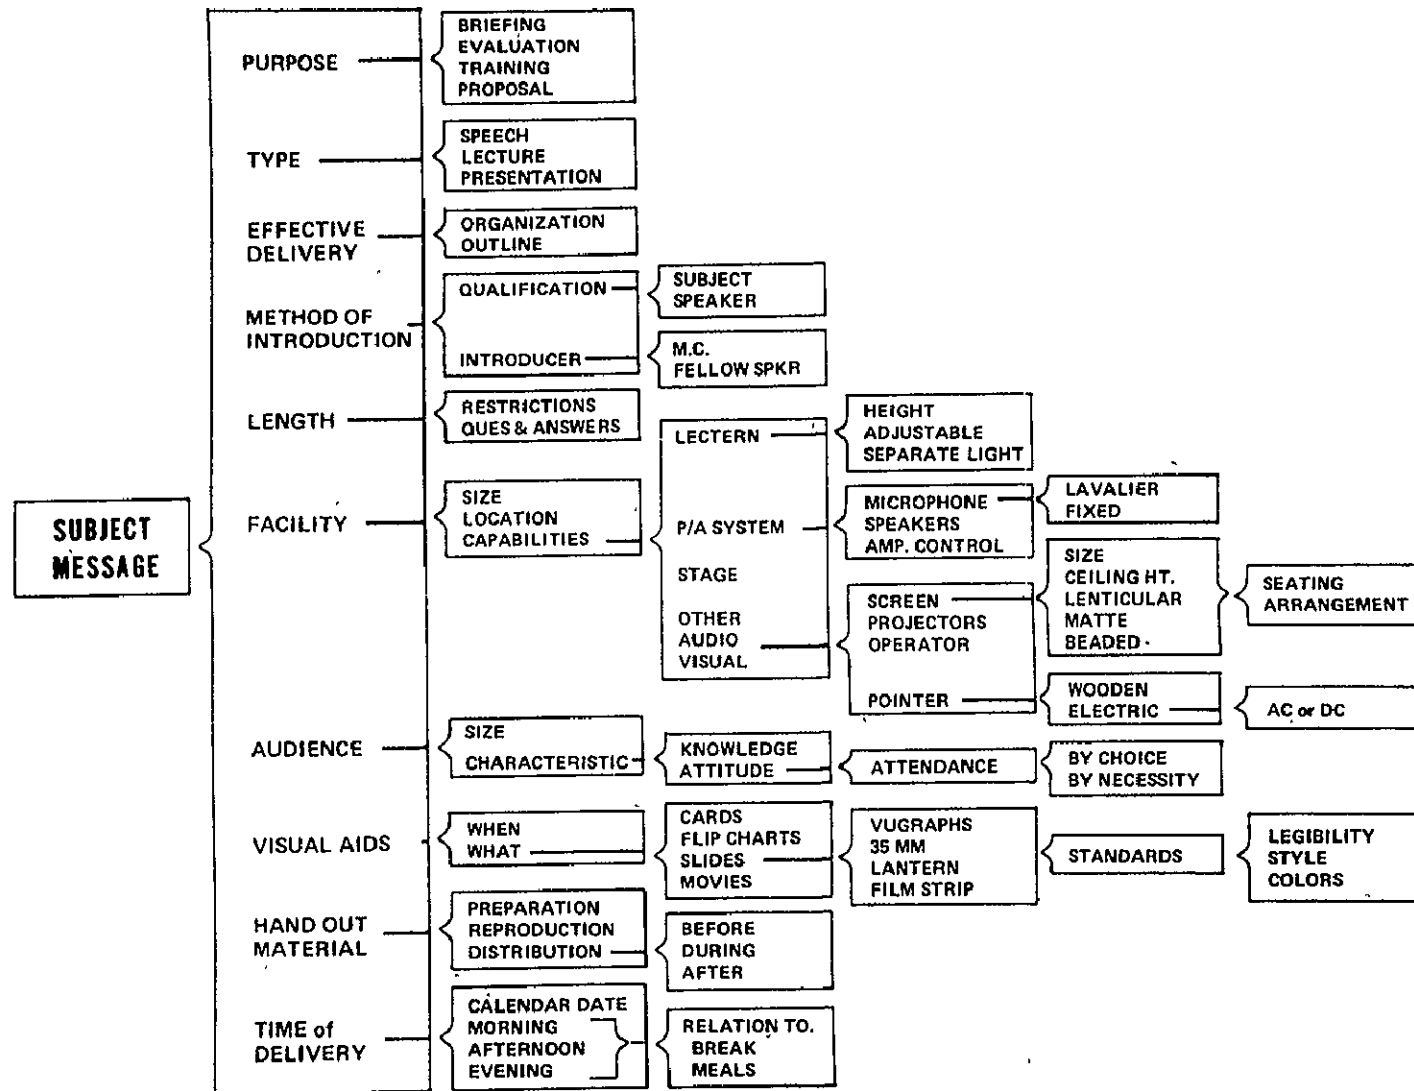 SUBJECT
MESSAGE
PURPOSE
BRIEFING
EVALUATION
TRAINING
PROPOSAL
TYPE
SPEECH
LECTURE
PRESENTATION
EFFECTIVE
DELIVERY
ORGANIZATION
OUTLINE
METHOD OF
INTRODUCTION
QUALIFICATION
SUBJECT
SPEAKER
INTRODUCER
M.C.
FELLOW SPKR
LENGTH
RESTRICTIONS
QUES & ANSWERS
FACILITY
SIZE
LOCATION
CAPABILITIES
LECTERN
HEIGHT
ADJUSTABLE
SEPARATE LIGHT
P/A SYSTEM
MICROPHONE
SPEAKERS
AMP. CONTROL
LAVALIER
FIXED
STAGE
OTHER
AUDIO
VISUAL
SCREEN
PROJECTORS
OPERATOR
SIZE
CEILING HT.
LENTICULAR
MATTE
BEADED
SEATING
ARRANGEMENT
POINTER
WOODEN
ELECTRIC
AC or DC
AUDIENCE
SIZE
CHARACTERISTIC
KNOWLEDGE
ATTITUDE
ATTENDANCE
BY CHOICE
BY NECESSITY
VISUAL AIDS
WHEN
WHAT
CARDS
FLIP CHARTS
SLIDES
MOVIES
VUGRAPHS
35 MM
LANTERN
FILM STRIP
STANDARDS
LEGIBILITY
STYLE
COLORS
HAND OUT
MATERIAL
PREPARATION
REPRODUCTION
DISTRIBUTION
BEFORE
DURING
AFTER
TIME of
DELIVERY
CALENDAR DATE
MORNING
AFTERNOON
EVENING
RELATION TO.
BREAK
MEALS